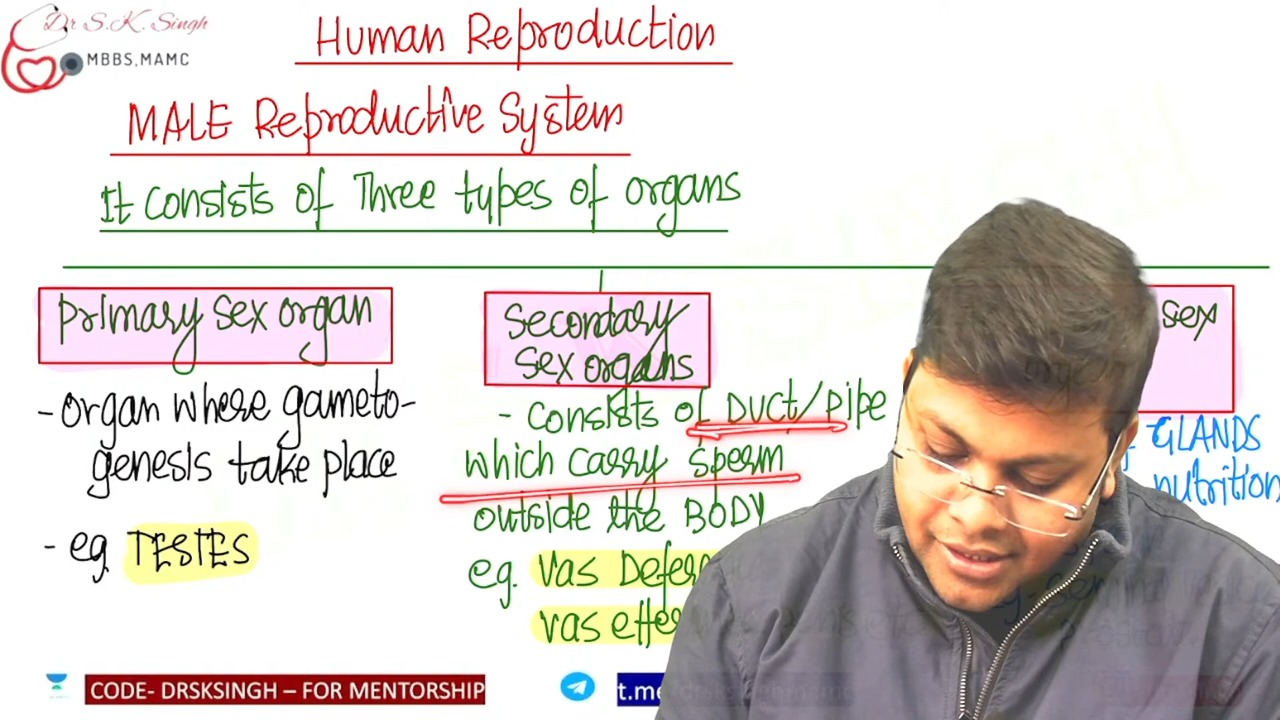 Dr S.K. Singh
MBBS,MAMC
Human Reproduction
MALE Reproductive System
It consists of Three types of organs
Primary sex organ
- organ where gameto-
genesis take place
- eg TESTES
Secondary
sex organs
- consists of Duct/Pipe
which carry sperm
outside the BODY
eg. Vas Defer
Vas effe
sex
GLANDS
nutrition
CODE- DRSKSINGH – FOR MENTORSHIP
t.me